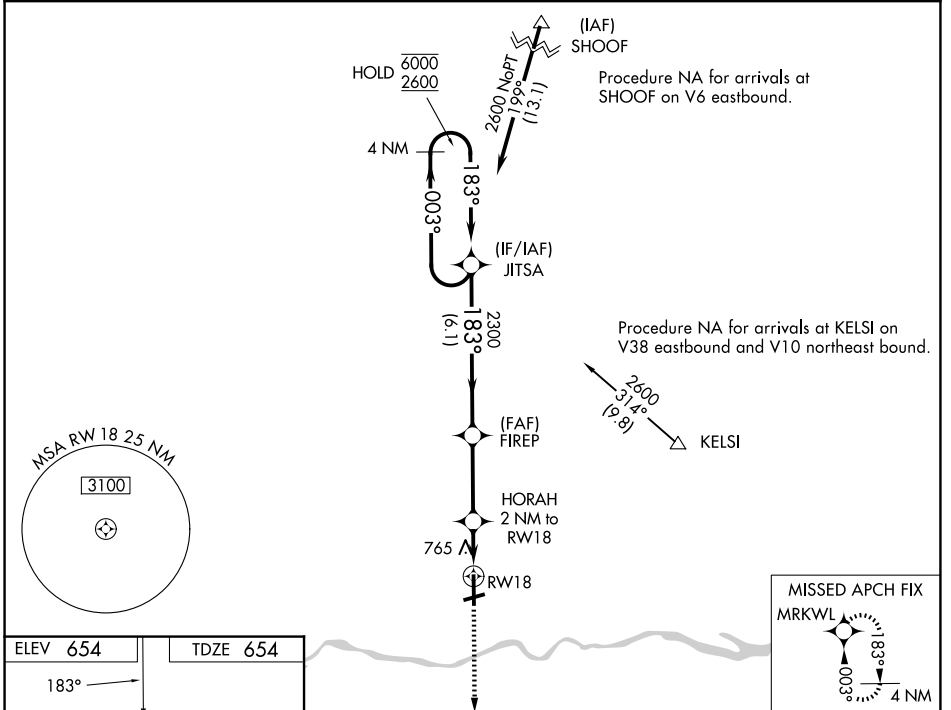 (IAF)
SHOOF
HOLD 6000
2600
2600 NoPT
199°
(13.1)
Procedure NA for arrivals at
SHOOF on V6 eastbound.
4 NM
183°
003°
(IF/IAF)
JITSA
2300
183°
(6.1)
Procedure NA for arrivals at KELSI on
V38 eastbound and V10 northeast bound.
2600
314°
(9.8)
KELSI
(FAF)
FIREP
MSA RW 18 25 NM
3100
HORAH
2 NM to
RW18
765
RW18
MISSED APCH FIX
MRKWL
183°
003°
4 NM
ELEV 654
TDZE 654
183°